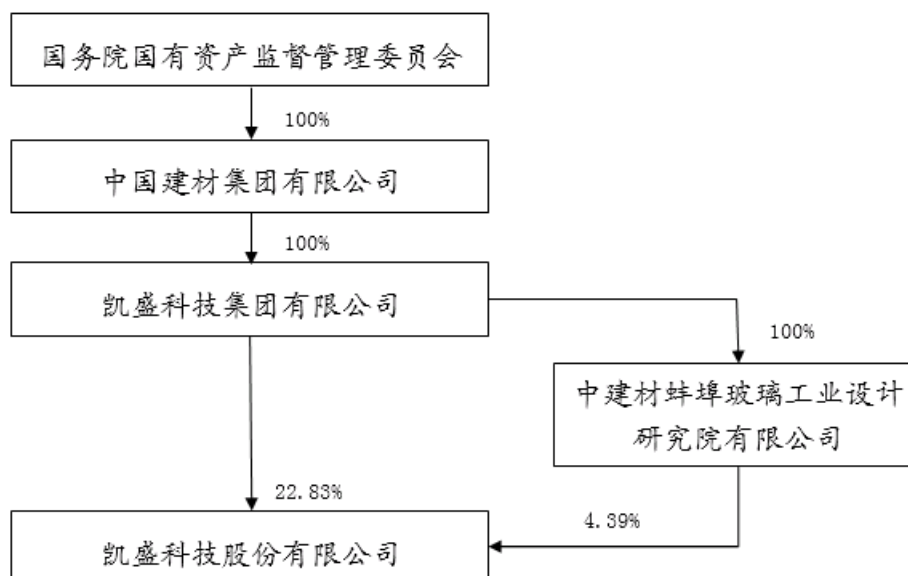 国务院国有资产监督管理委员会
100%
中国建材集团有限公司
100%
凯盛科技集团有限公司
100%
中建材蚌埠玻璃工业设计
研究院有限公司
22.83%
4.39%
凯盛科技股份有限公司